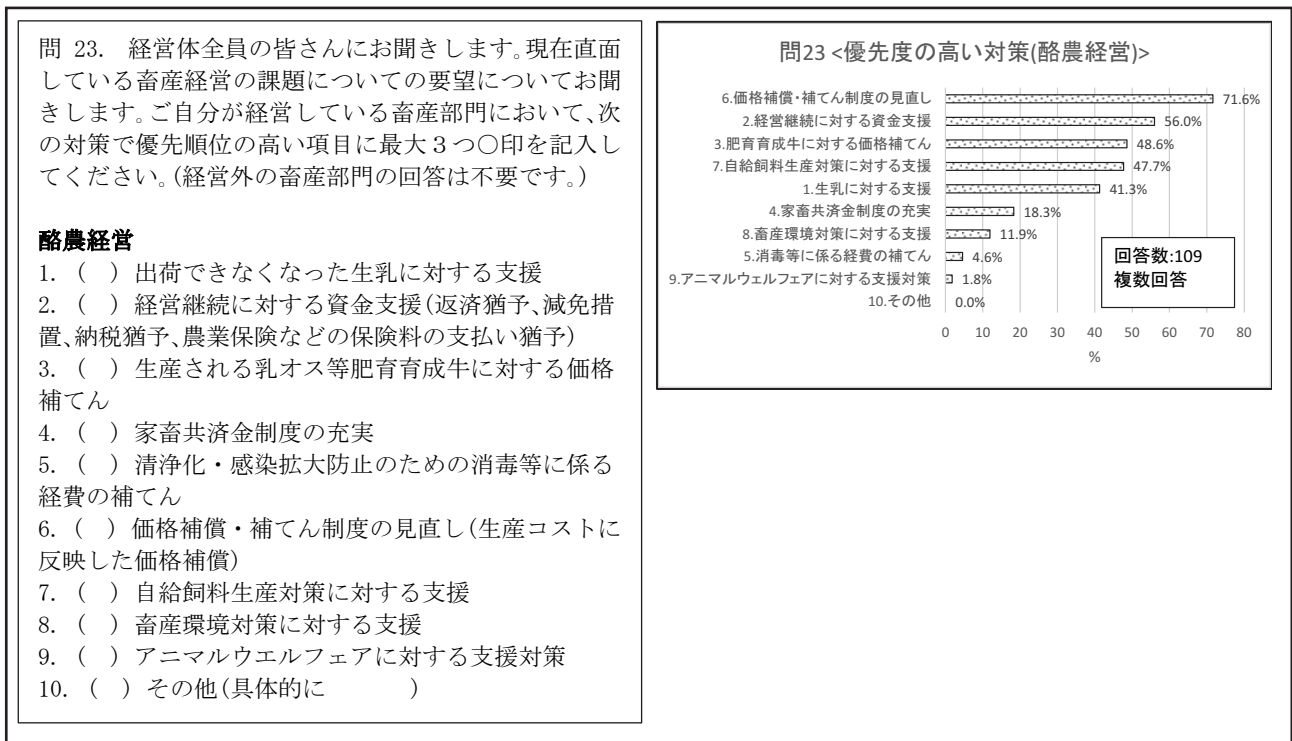 問 23. 経営体全員の皆さんにお聞きします。現在直面
している畜産経営の課題についての要望についてお聞
きします。ご自分が経営している畜産部門において、次
の対策で優先順位の高い項目に最大３つ○印を記入し
てください。(経営外の畜産部門の回答は不要です。)
酪農経営
1. (　) 出荷できなくなった生乳に対する支援
2. (　) 経営継続に対する資金支援(返済猶予、減免措
置、納税猶予、農業保険などの保険料の支払い猶予)
3. (　) 生産される乳オス等肥育育成牛に対する価格
補てん
4. (　) 家畜共済金制度の充実
5. (　) 清浄化・感染拡大防止のための消毒等に係る
経費の補てん
6. (　) 価格補償・補てん制度の見直し(生産コストに
反映した価格補償)
7. (　) 自給飼料生産対策に対する支援
8. (　) 畜産環境対策に対する支援
9. (　) アニマルウエルフェアに対する支援対策
10. (　) その他(具体的に　　　　)
問23 <優先度の高い対策(酪農経営)>
6.価格補償・補てん制度の見直し 71.6%
2.経営継続に対する資金支援 56.0%
3.肥育育成牛に対する価格補てん 48.6%
7.自給飼料生産対策に対する支援 47.7%
1.生乳に対する支援 41.3%
4.家畜共済金制度の充実 18.3%
8.畜産環境対策に対する支援 11.9%
5.消毒等に係る経費の補てん 4.6%
9.アニマルウェルフェアに対する支援対策 1.8%
10.その他 0.0%
回答数:109
複数回答
0 10 20 30 40 50 60 70 80
%